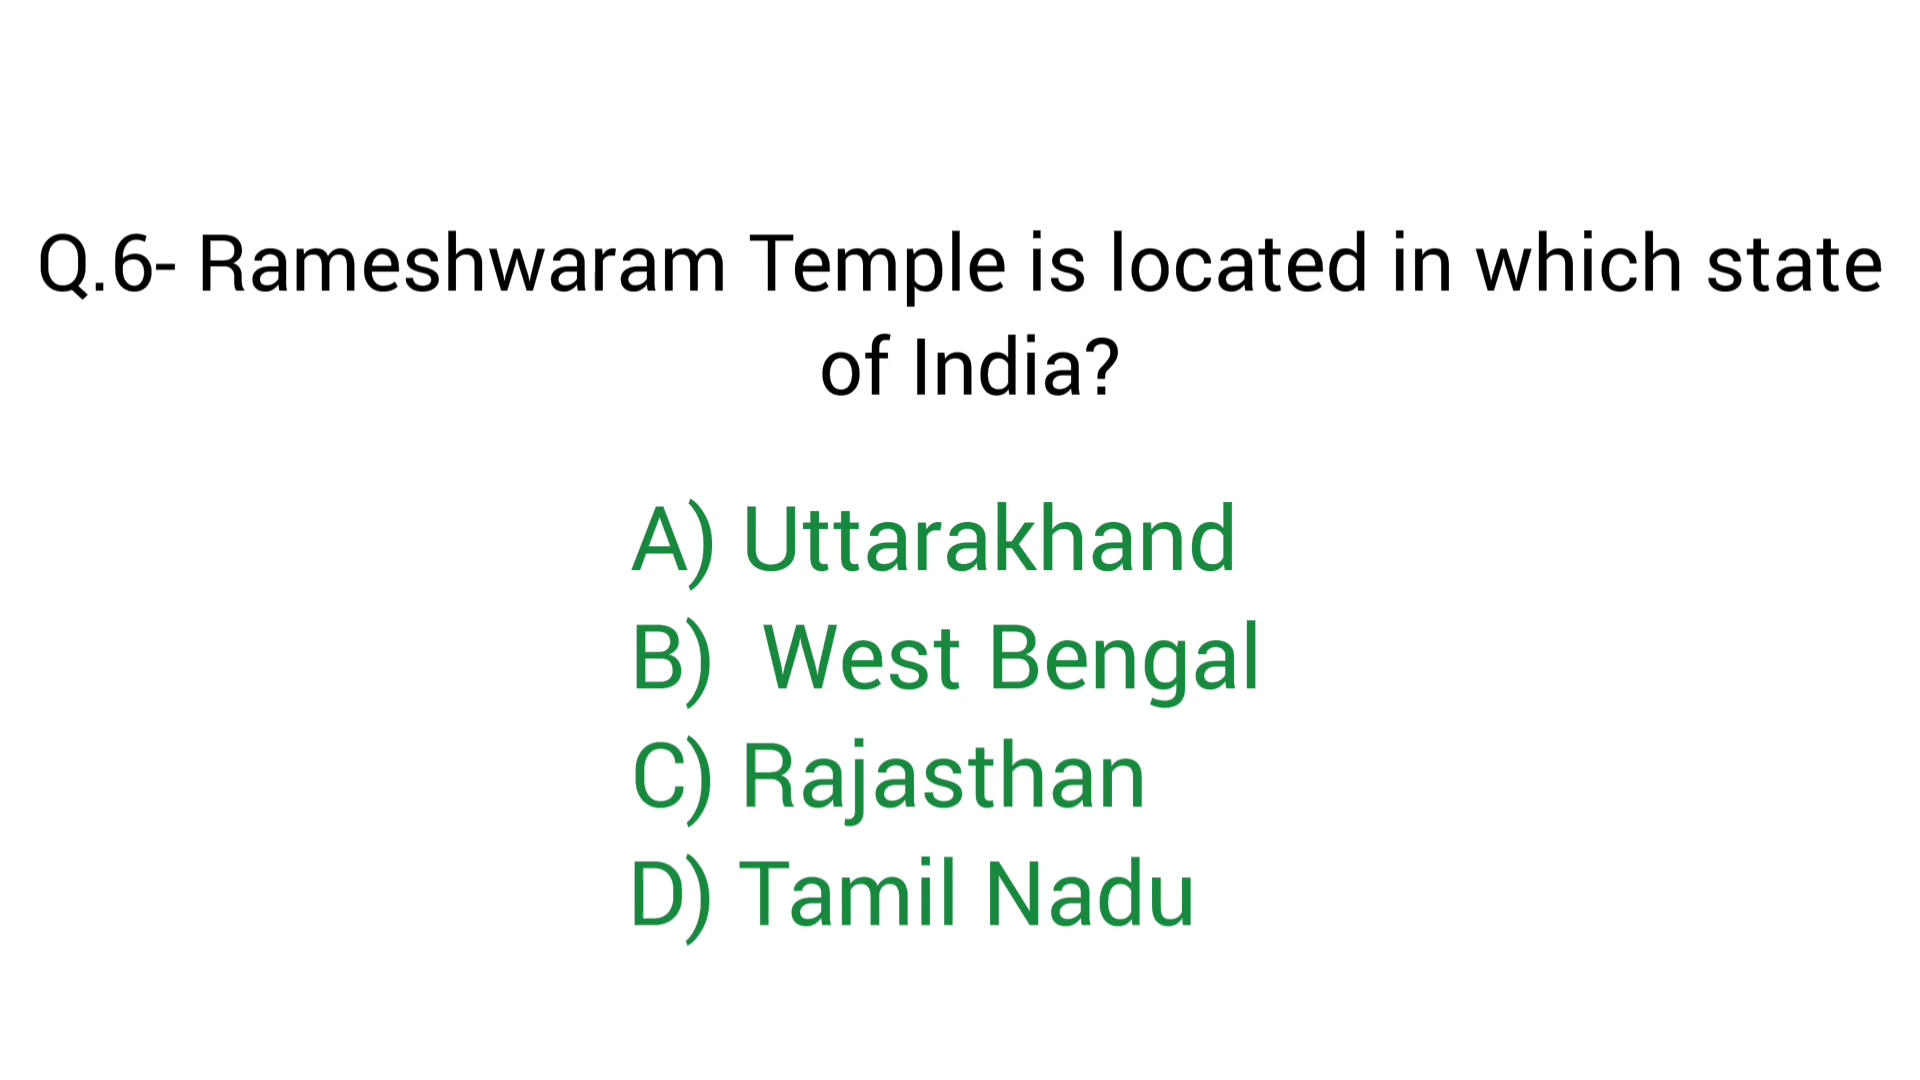 Q.6- Rameshwaram Temple is located in which state
of India?
A) Uttarakhand
B)  West Bengal
C) Rajasthan
D) Tamil Nadu